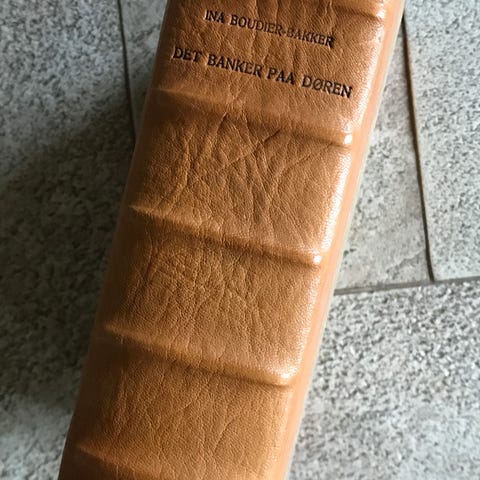 INA BOUDIER-BAKKER
DET BANKER PAA DØREN